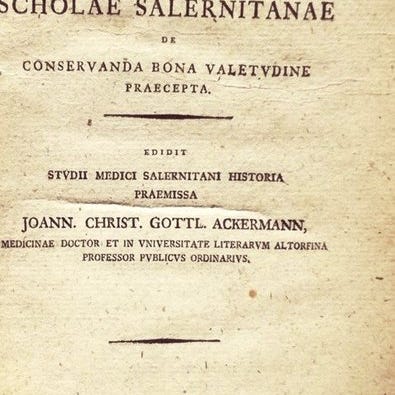 SCHOLAE SALERNITANAE
DE
CONSERVANDA BONA VALETVDINE
PRAECEPTA.
EDIDIT
STVDII MEDICI SALERNITANI HISTORIA
PRAEMISSA
JOANN. CHRIST. GOTTL. ACKERMANN,
MEDICINAE DOCTOR ET IN VNIVERSITATE LITERARVM ALTORFINA
PROFESSOR PVBLICVS ORDINARIVS.